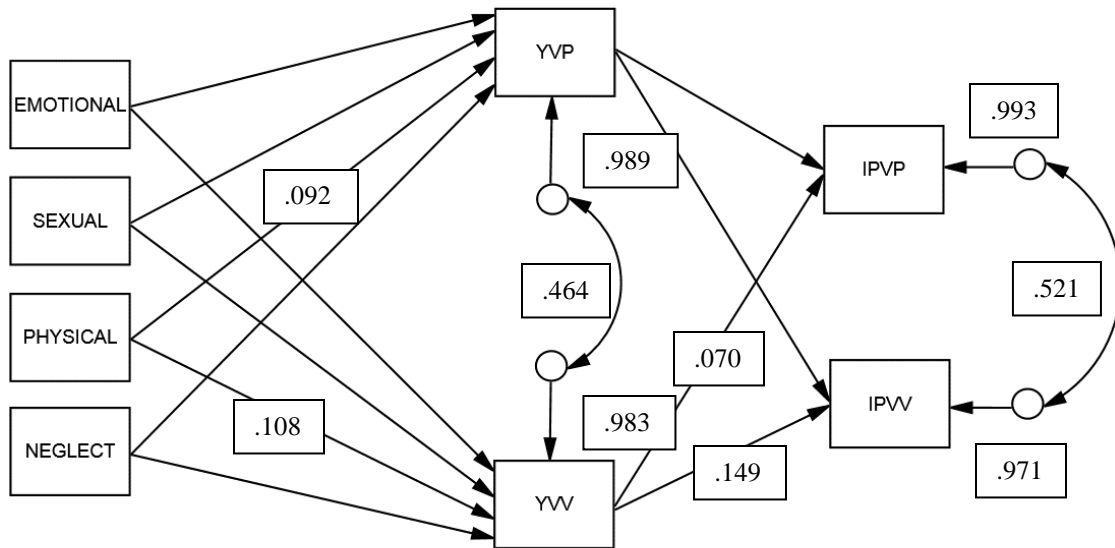 YVP
EMOTIONAL
.993
.989
IPVP
.092
SEXUAL
.464
.521
PHYSICAL
.070
IPVV
.108
.983
NEGLECT
.149
.971
YVV